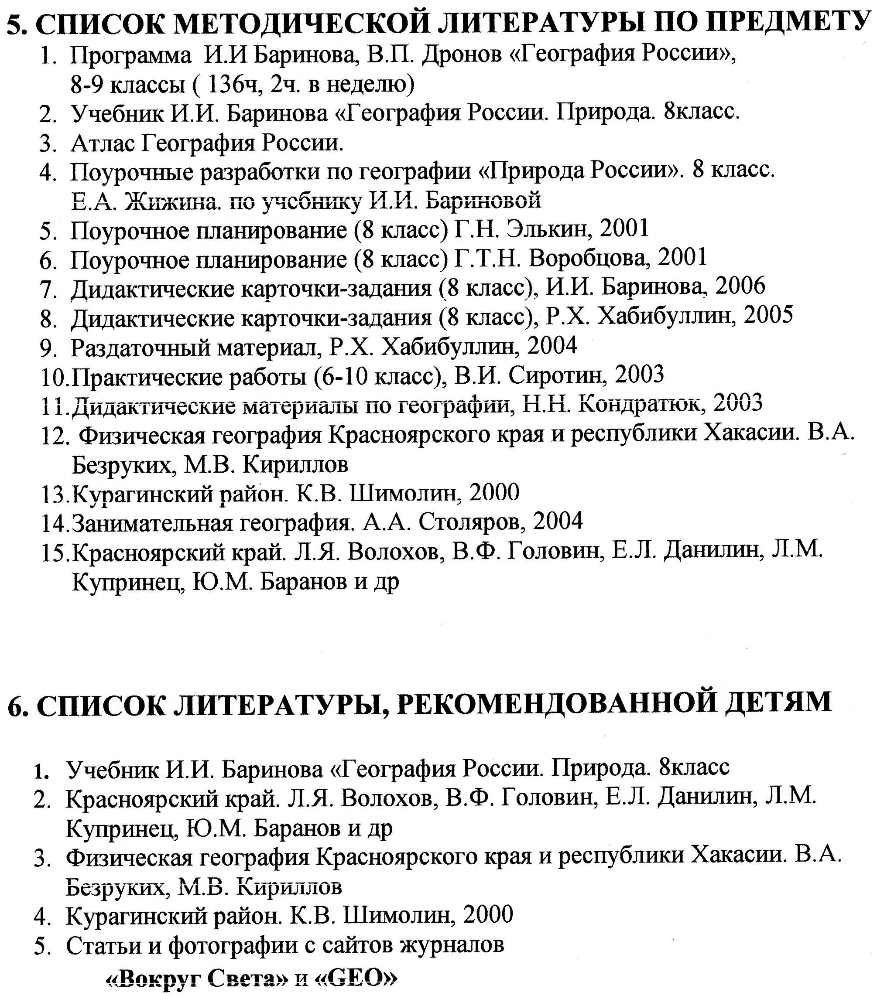 5. СПИСОК МЕТОДИЧЕСКОЙ ЛИТЕРАТУРЫ ПО ПРЕДМЕТУ
1. Программа И.И Баринова, В.П. Дронов «География России»,
8-9 классы ( 136ч, 2ч. в неделю)
2. Учебник И.И. Баринова «География России. Природа. 8класс.
3. Атлас География России.
4. Поурочные разработки по географии «Природа России». 8 класс.
Е.А. Жижина. по учебнику И.И. Бариновой
5. Поурочное планирование (8 класс) Г.Н. Элькин, 2001
6. Поурочное планирование (8 класс) Г.Т.Н. Воробцова, 2001
7. Дидактические карточки-задания (8 класс), И.И. Баринова, 2006
8. Дидактические карточки-задания (8 класс), Р.Х. Хабибуллин, 2005
9. Раздаточный материал, Р.Х. Хабибуллин, 2004
10.Практические работы (6-10 класс), В.И. Сиротин, 2003
11.Дидактические материалы по географии, Н.Н. Кондратюк, 2003
12. Физическая география Красноярского края и республики Хакасии. В.А.
Безруких, М.В. Кириллов
13.Курагинский район. К.В. Шимолин, 2000
14.Занимательная география. А.А. Столяров, 2004
15.Красноярский край. Л.Я. Волохов, В.Ф. Головин, Е.Л. Данилин, Л.М.
Купринец, Ю.М. Баранов и др
6. СПИСОК ЛИТЕРАТУРЫ, РЕКОМЕНДОВАННОЙ ДЕТЯМ
1. Учебник И.И. Баринова «География России. Природа. 8класс
2. Красноярский край. Л.Я. Волохов, В.Ф. Головин, Е.Л. Данилин, Л.М.
Купринец, Ю.М. Баранов и др
3. Физическая география Красноярского края и республики Хакасии. В.А.
Безруких, М.В. Кириллов
4. Курагинский район. К.В. Шимолин, 2000
5. Статьи и фотографии с сайтов журналов
«Вокруг Света» и «GEO»